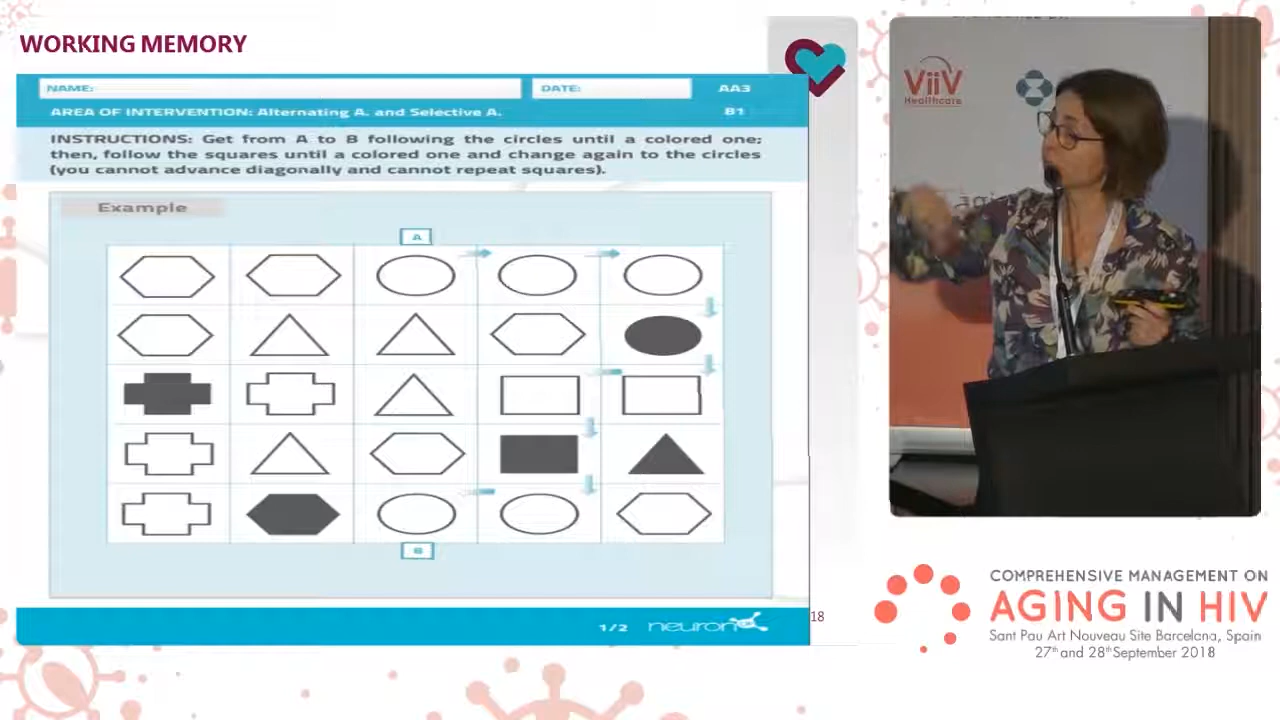 WORKING MEMORY
NAME:
DATE:
AA3
AREA OF INTERVENTION: Alternating A. and Selective A.
B1
INSTRUCTIONS: Get from A to B following the circles until a colored one;
then, follow the squares until a colored one and change again to the circles
(you cannot advance diagonally and cannot repeat squares).
Example
A
B
1/2
neuron
18
ViiV
Healthcare
COMPREHENSIVE MANAGEMENT ON
AGING IN HIV
Sant Pau Art Nouveau Site Barcelona, Spain
27th and 28th September 2018